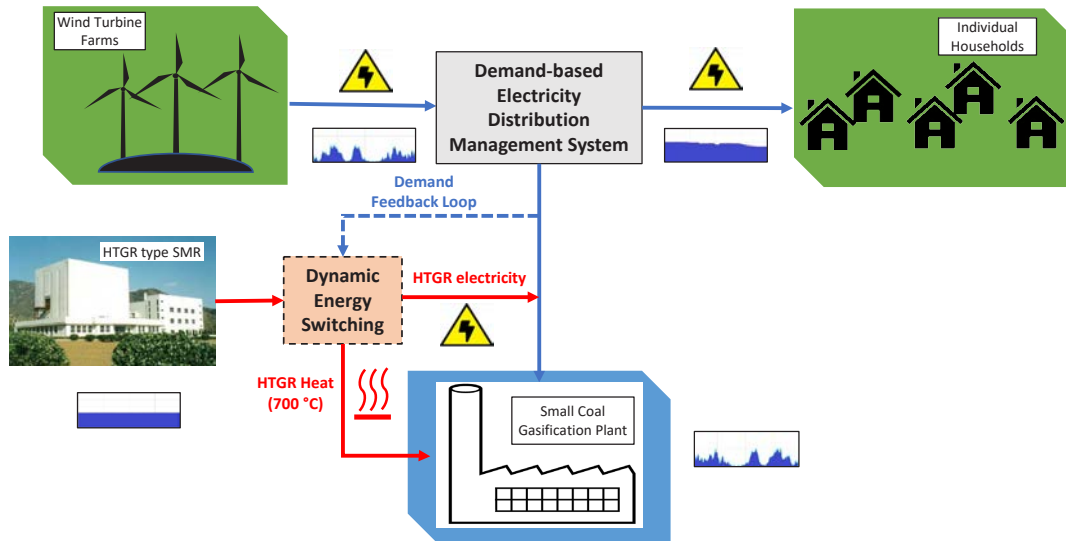 Wind Turbine
Farms
Demand-based
Electricity
Distribution
Management System
Individual
Households
Demand
Feedback Loop
HTGR type SMR
Dynamic
Energy
Switching
HTGR electricity
HTGR Heat
(700 °C)
Small Coal
Gasification Plant